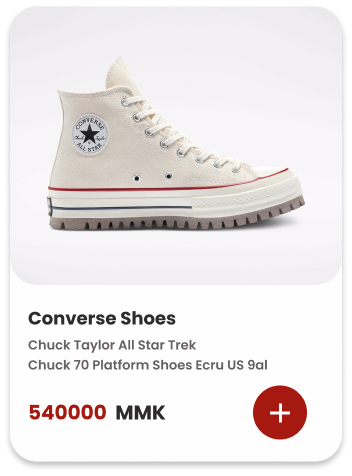 CONVERSE
ALL STAR
Converse Shoes
Chuck Taylor All Star Trek
Chuck 70 Platform Shoes Ecru US 9al
540000 MMK